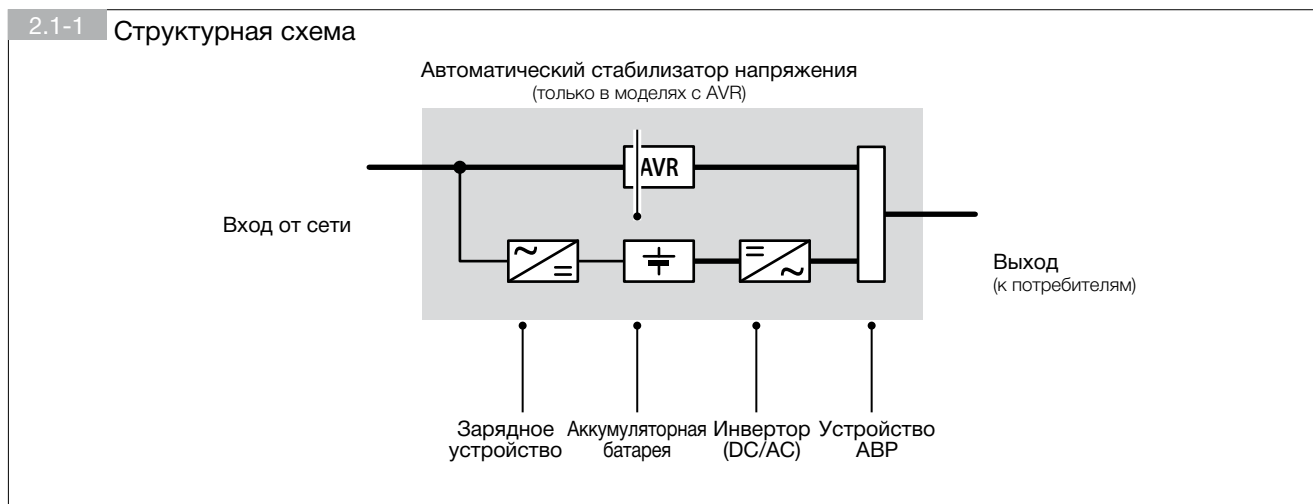 2.1-1 Структурная схема
Автоматический стабилизатор напряжения
(только в моделях с AVR)
AVR
Вход от сети
Выход
(к потребителям)
Зарядное
устройство
Аккумуляторная
батарея
Инвертор
(DC/AC)
Устройство
АВР